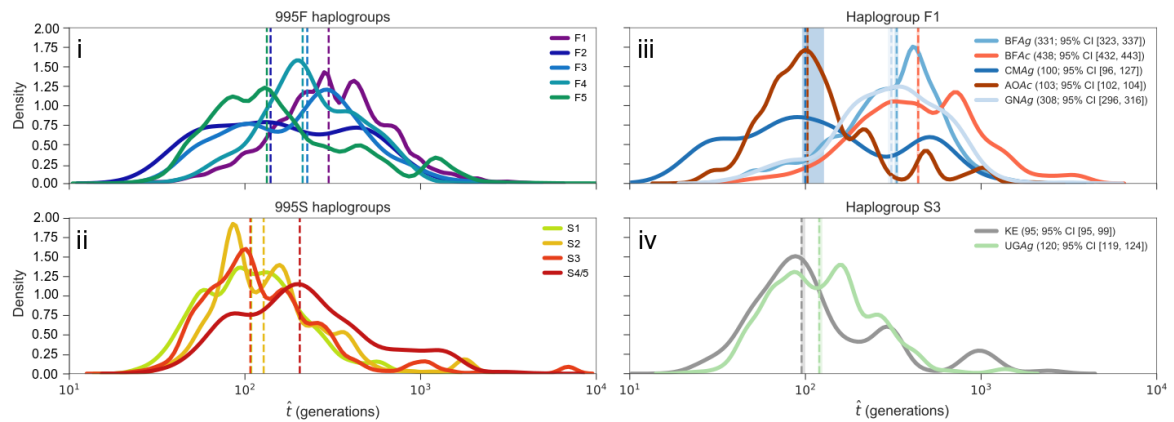 995F haplogroups
i
2.00
1.75
1.50
1.25
1.00
0.75
0.50
0.25
0.00
Density
F1
F2
F3
F4
F5
Haplogroup F1
iii
BFAg (331; 95% CI [323, 337])
BFAc (438; 95% CI [432, 443])
CMAg (100; 95% CI [96, 127])
AOAc (103; 95% CI [102, 104])
GNAg (308; 95% CI [296, 316])
995S haplogroups
ii
2.00
1.75
1.50
1.25
1.00
0.75
0.50
0.25
0.00
Density
S1
S2
S3
S4/5
10¹ 10² 10³ 10⁴
t̂ (generations)
Haplogroup S3
iv
KE (95; 95% CI [95, 99])
UGAg (120; 95% CI [119, 124])
10¹ 10² 10³ 10⁴
t̂ (generations)